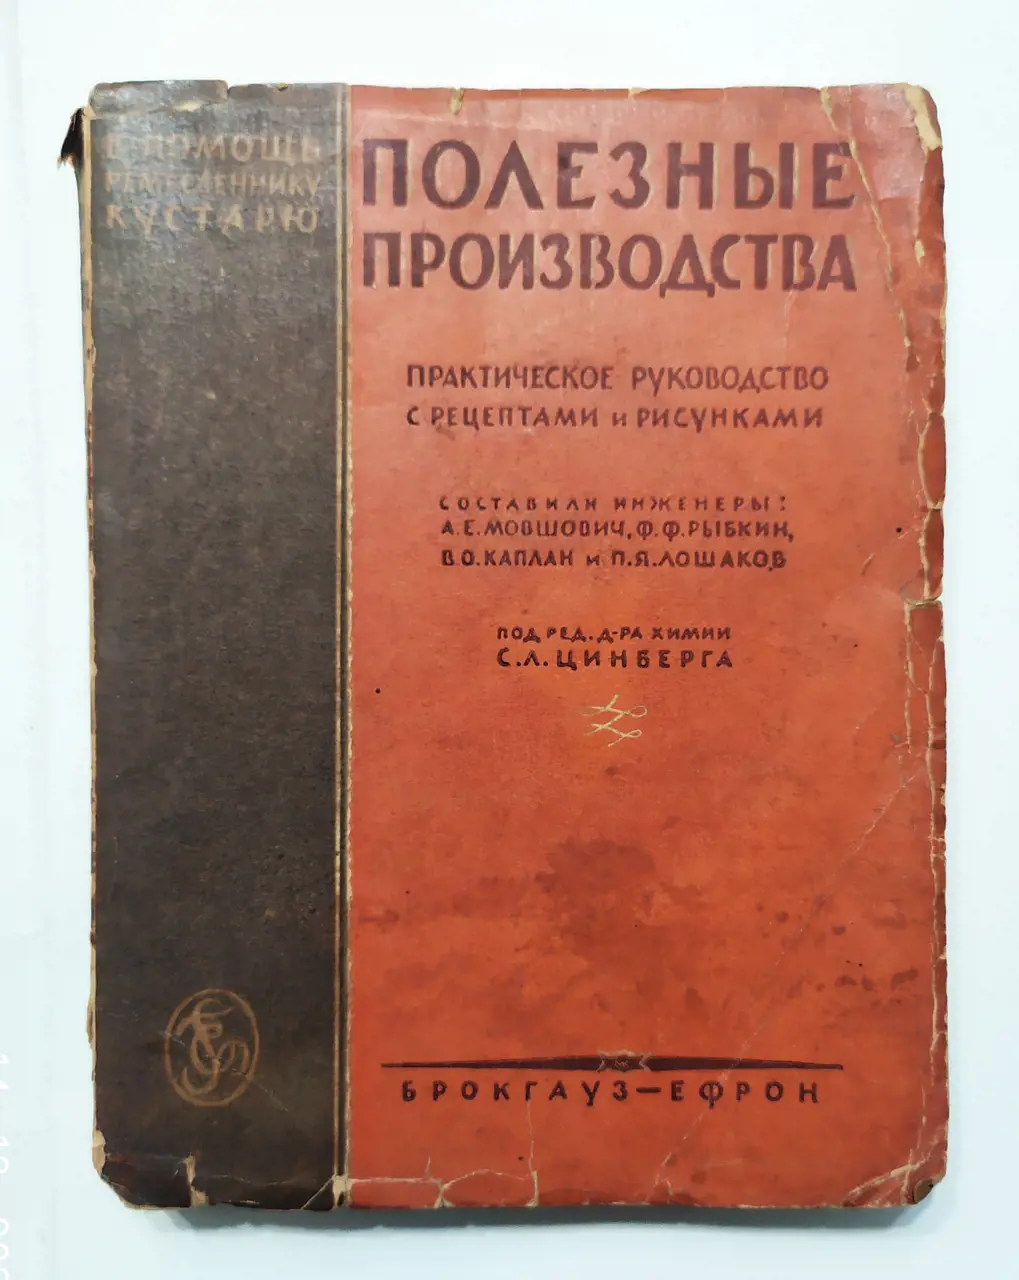 В ПОМОЩЬ
РЕМЕСЛЕННИКУ
КУСТАРЮ
ПОЛЕЗНЫЕ
ПРОИЗВОДСТВА
ПРАКТИЧЕСКОЕ РУКОВОДСТВО
С РЕЦЕПТАМИ и РИСУНКАМИ
СОСТАВИЛИ ИНЖЕНЕРЫ:
А.Е.МОВШОВИЧ, Ф.Ф.РЫБКИН,
В.О.КАПЛАН и П.Я.ЛОШАКОВ
ПОД РЕД. Д-РА ХИМИИ
С.Л.ЦИНБЕРГА
БРОКГАУЗ—ЕФРОН